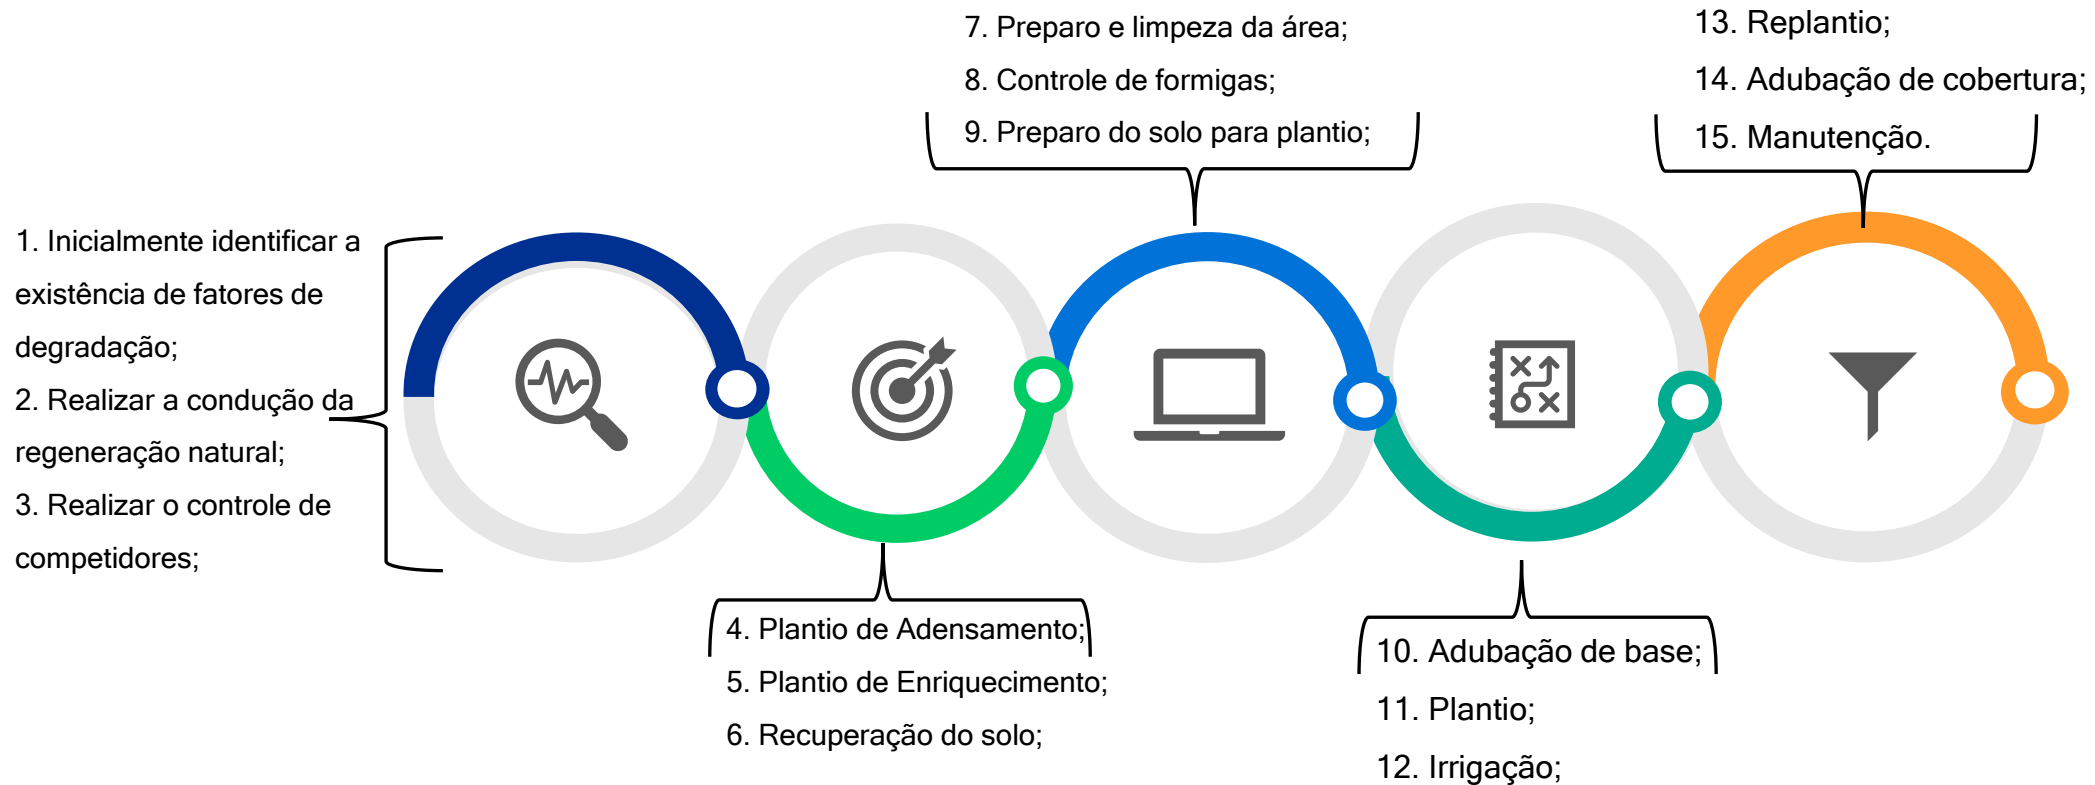 1. Inicialmente identificar a
existência de fatores de
degradação;
2. Realizar a condução da
regeneração natural;
3. Realizar o controle de
competidores;
4. Plantio de Adensamento;
5. Plantio de Enriquecimento;
6. Recuperação do solo;
7. Preparo e limpeza da área;
8. Controle de formigas;
9. Preparo do solo para plantio;
10. Adubação de base;
11. Plantio;
12. Irrigação;
13. Replantio;
14. Adubação de cobertura;
15. Manutenção.